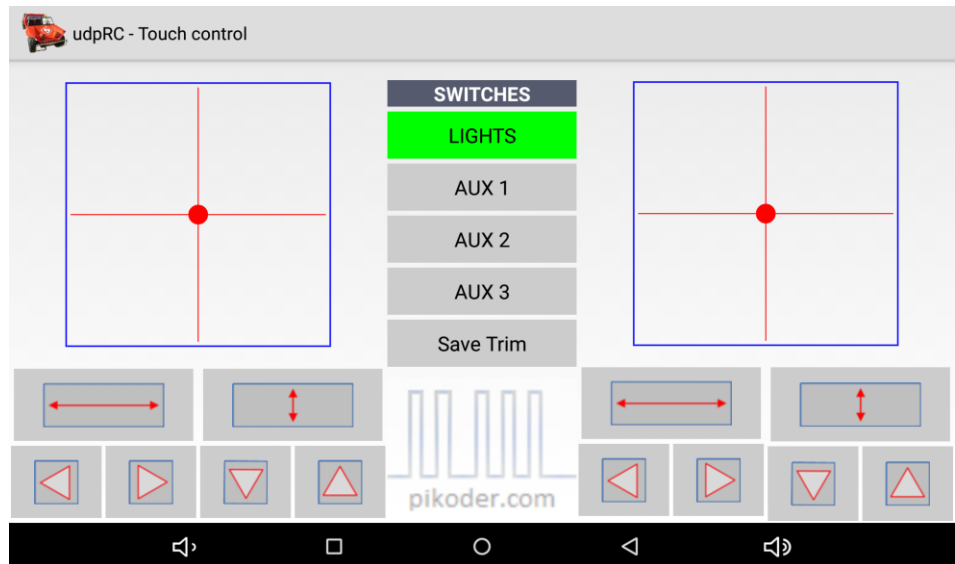 udpRC - Touch control
SWITCHES
LIGHTS
AUX 1
AUX 2
AUX 3
Save Trim
pikoder.com